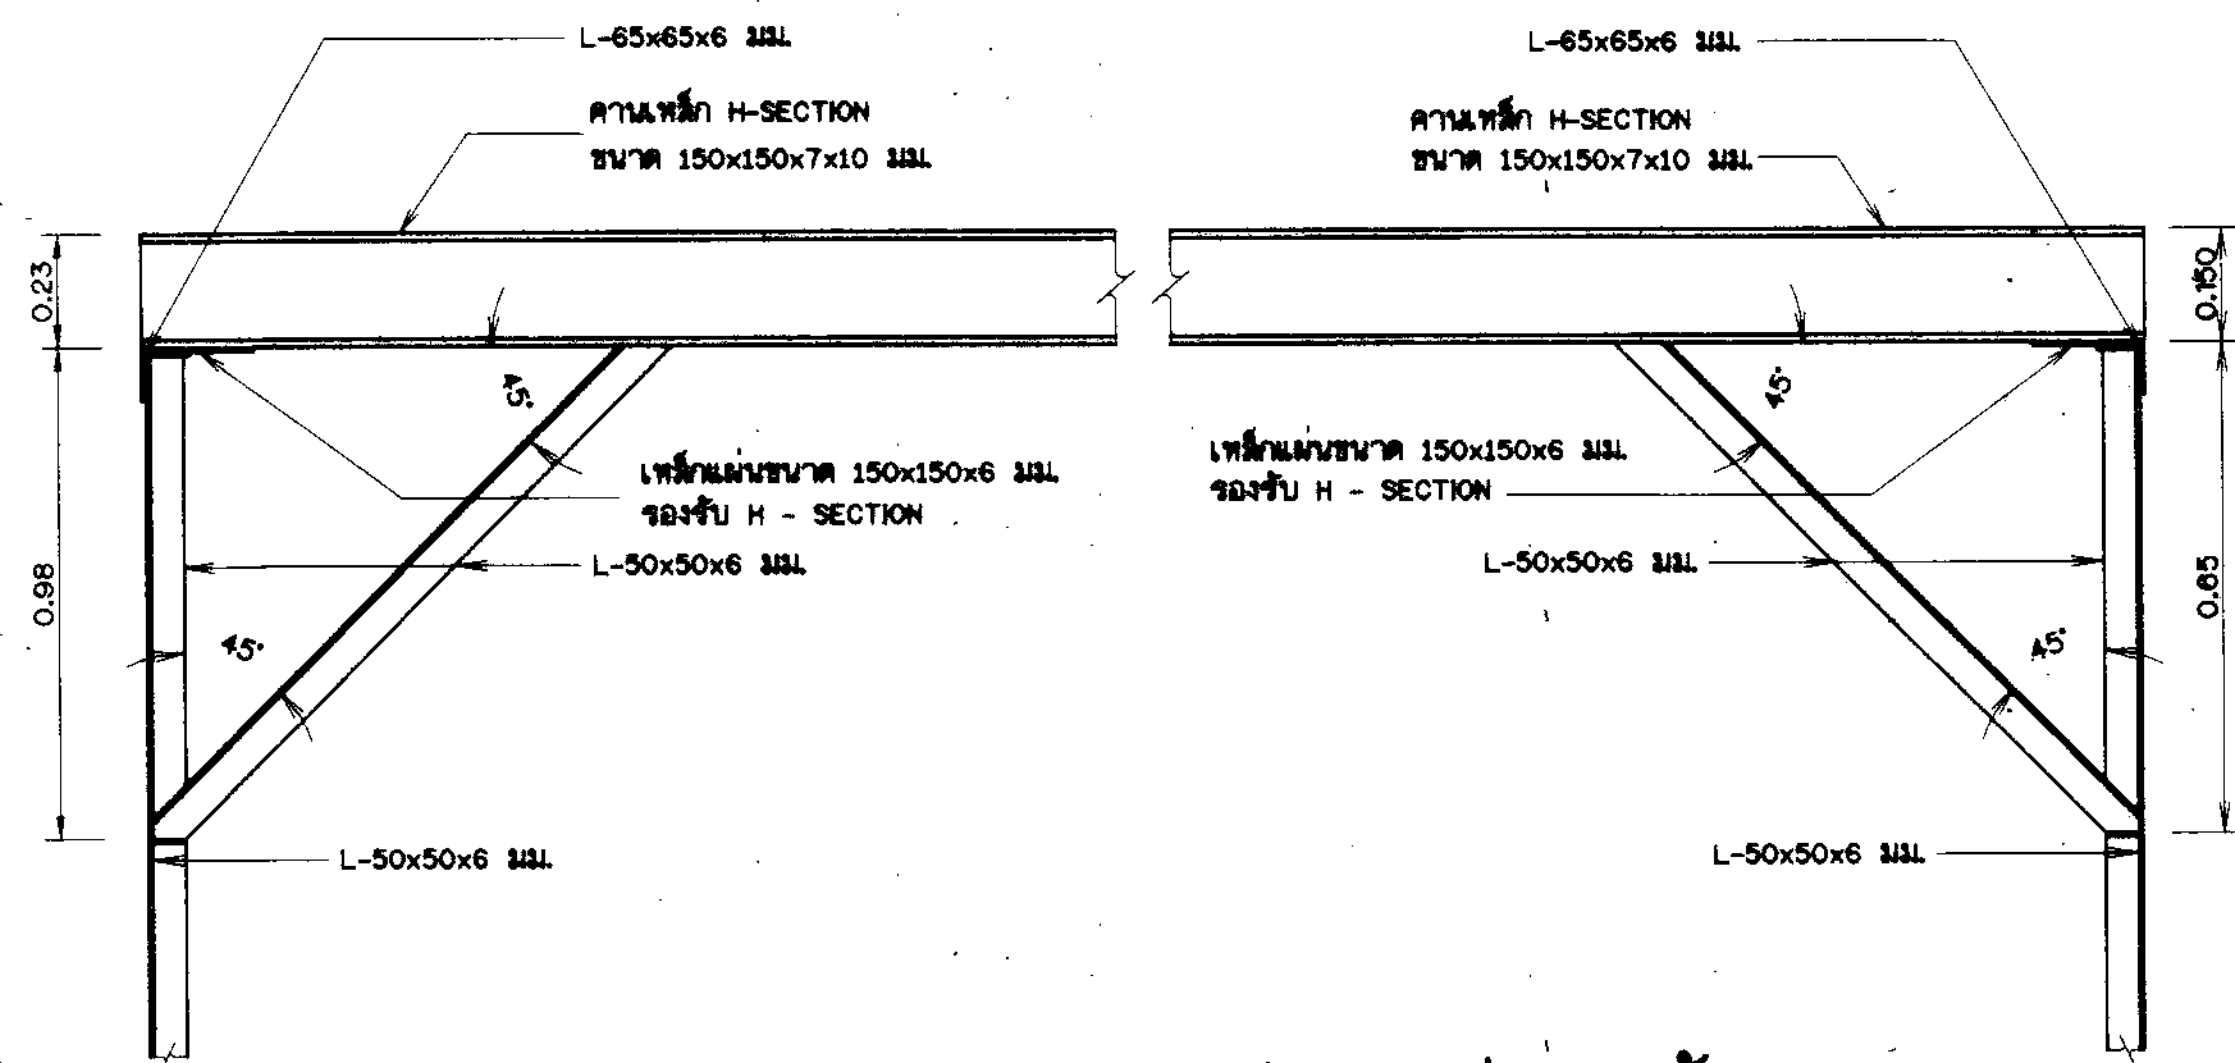 L-65x65x6 มม.
คานเหล็ก H-SECTION
ขนาด 150x150x7x10 มม.
L-65x65x6 มม.
คานเหล็ก H-SECTION
ขนาด 150x150x7x10 มม.
0.23
0.98
45°
45°
เหล็กแผ่นขนาด 150x150x6 มม.
รองรับ H - SECTION
L-50x50x6 มม.
L-50x50x6 มม.
0.150
0.65
45°
45°
เหล็กแผ่นขนาด 150x150x6 มม.
รองรับ H - SECTION
L-50x50x6 มม.
L-50x50x6 มม.